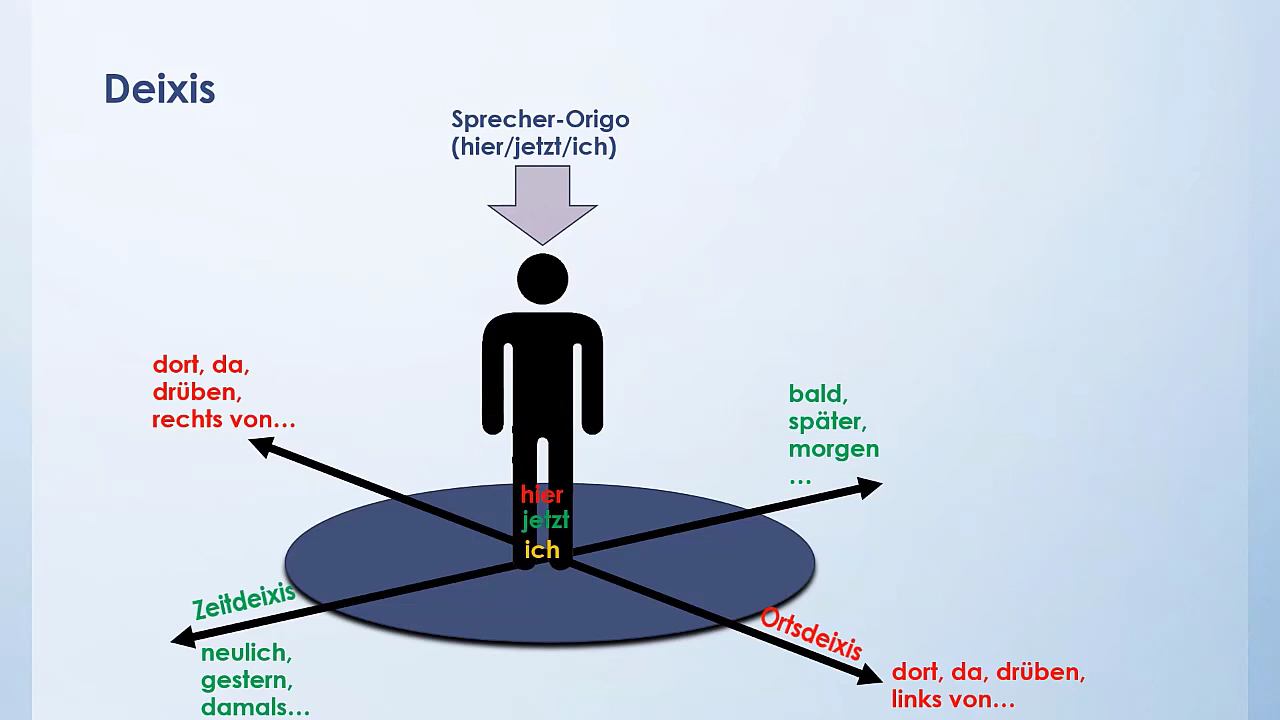 Deixis
Sprecher-Origo
(hier/jetzt/ich)
dort, da,
drüben,
rechts von...
bald,
später,
morgen
...
hier
jetzt
ich
Zeitdeixis
neulich,
gestern,
damals...
Ortsdeixis
dort, da, drüben,
links von...